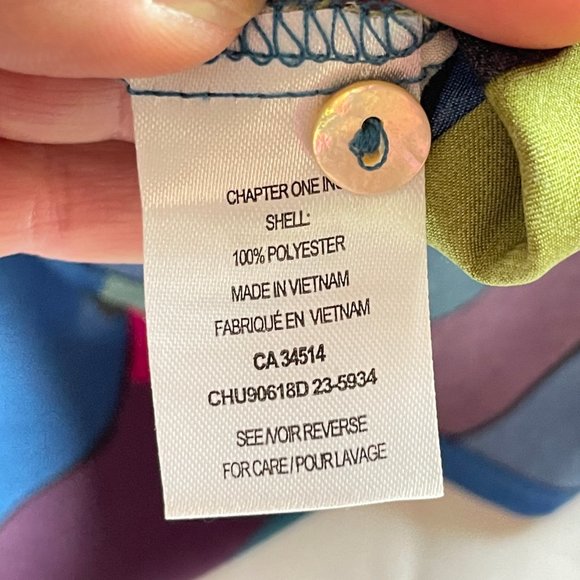 CHAPTER ONE
SHELL:
100% POLYESTER
MADE IN VIETNAM
FABRIQUÉ EN VIETNAM
CA 34514
CHU90618D 23-5934
SEE/VOIR REVERSE
FOR CARE/POUR LAVAGE